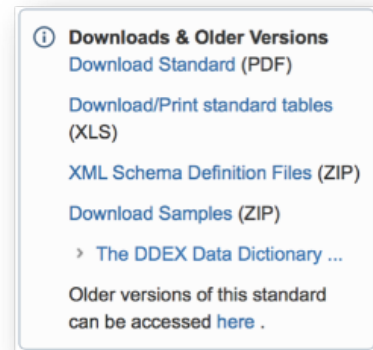 Downloads & Older Versions
Download Standard (PDF)
Download/Print standard tables
(XLS)
XML Schema Definition Files (ZIP)
Download Samples (ZIP)
The DDEX Data Dictionary ...
Older versions of this standard
can be accessed here .